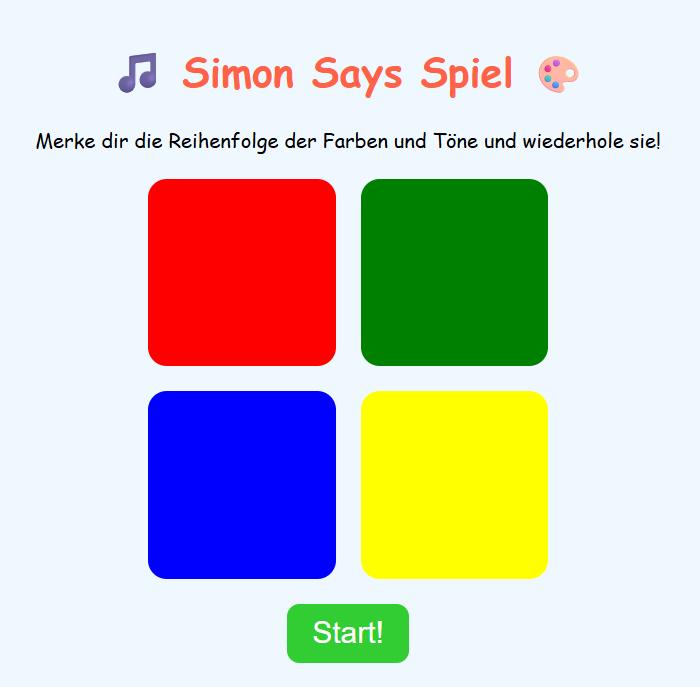 🎵 Simon Says Spiel 🎨
Merke dir die Reihenfolge der Farben und Töne und wiederhole sie!
Start!